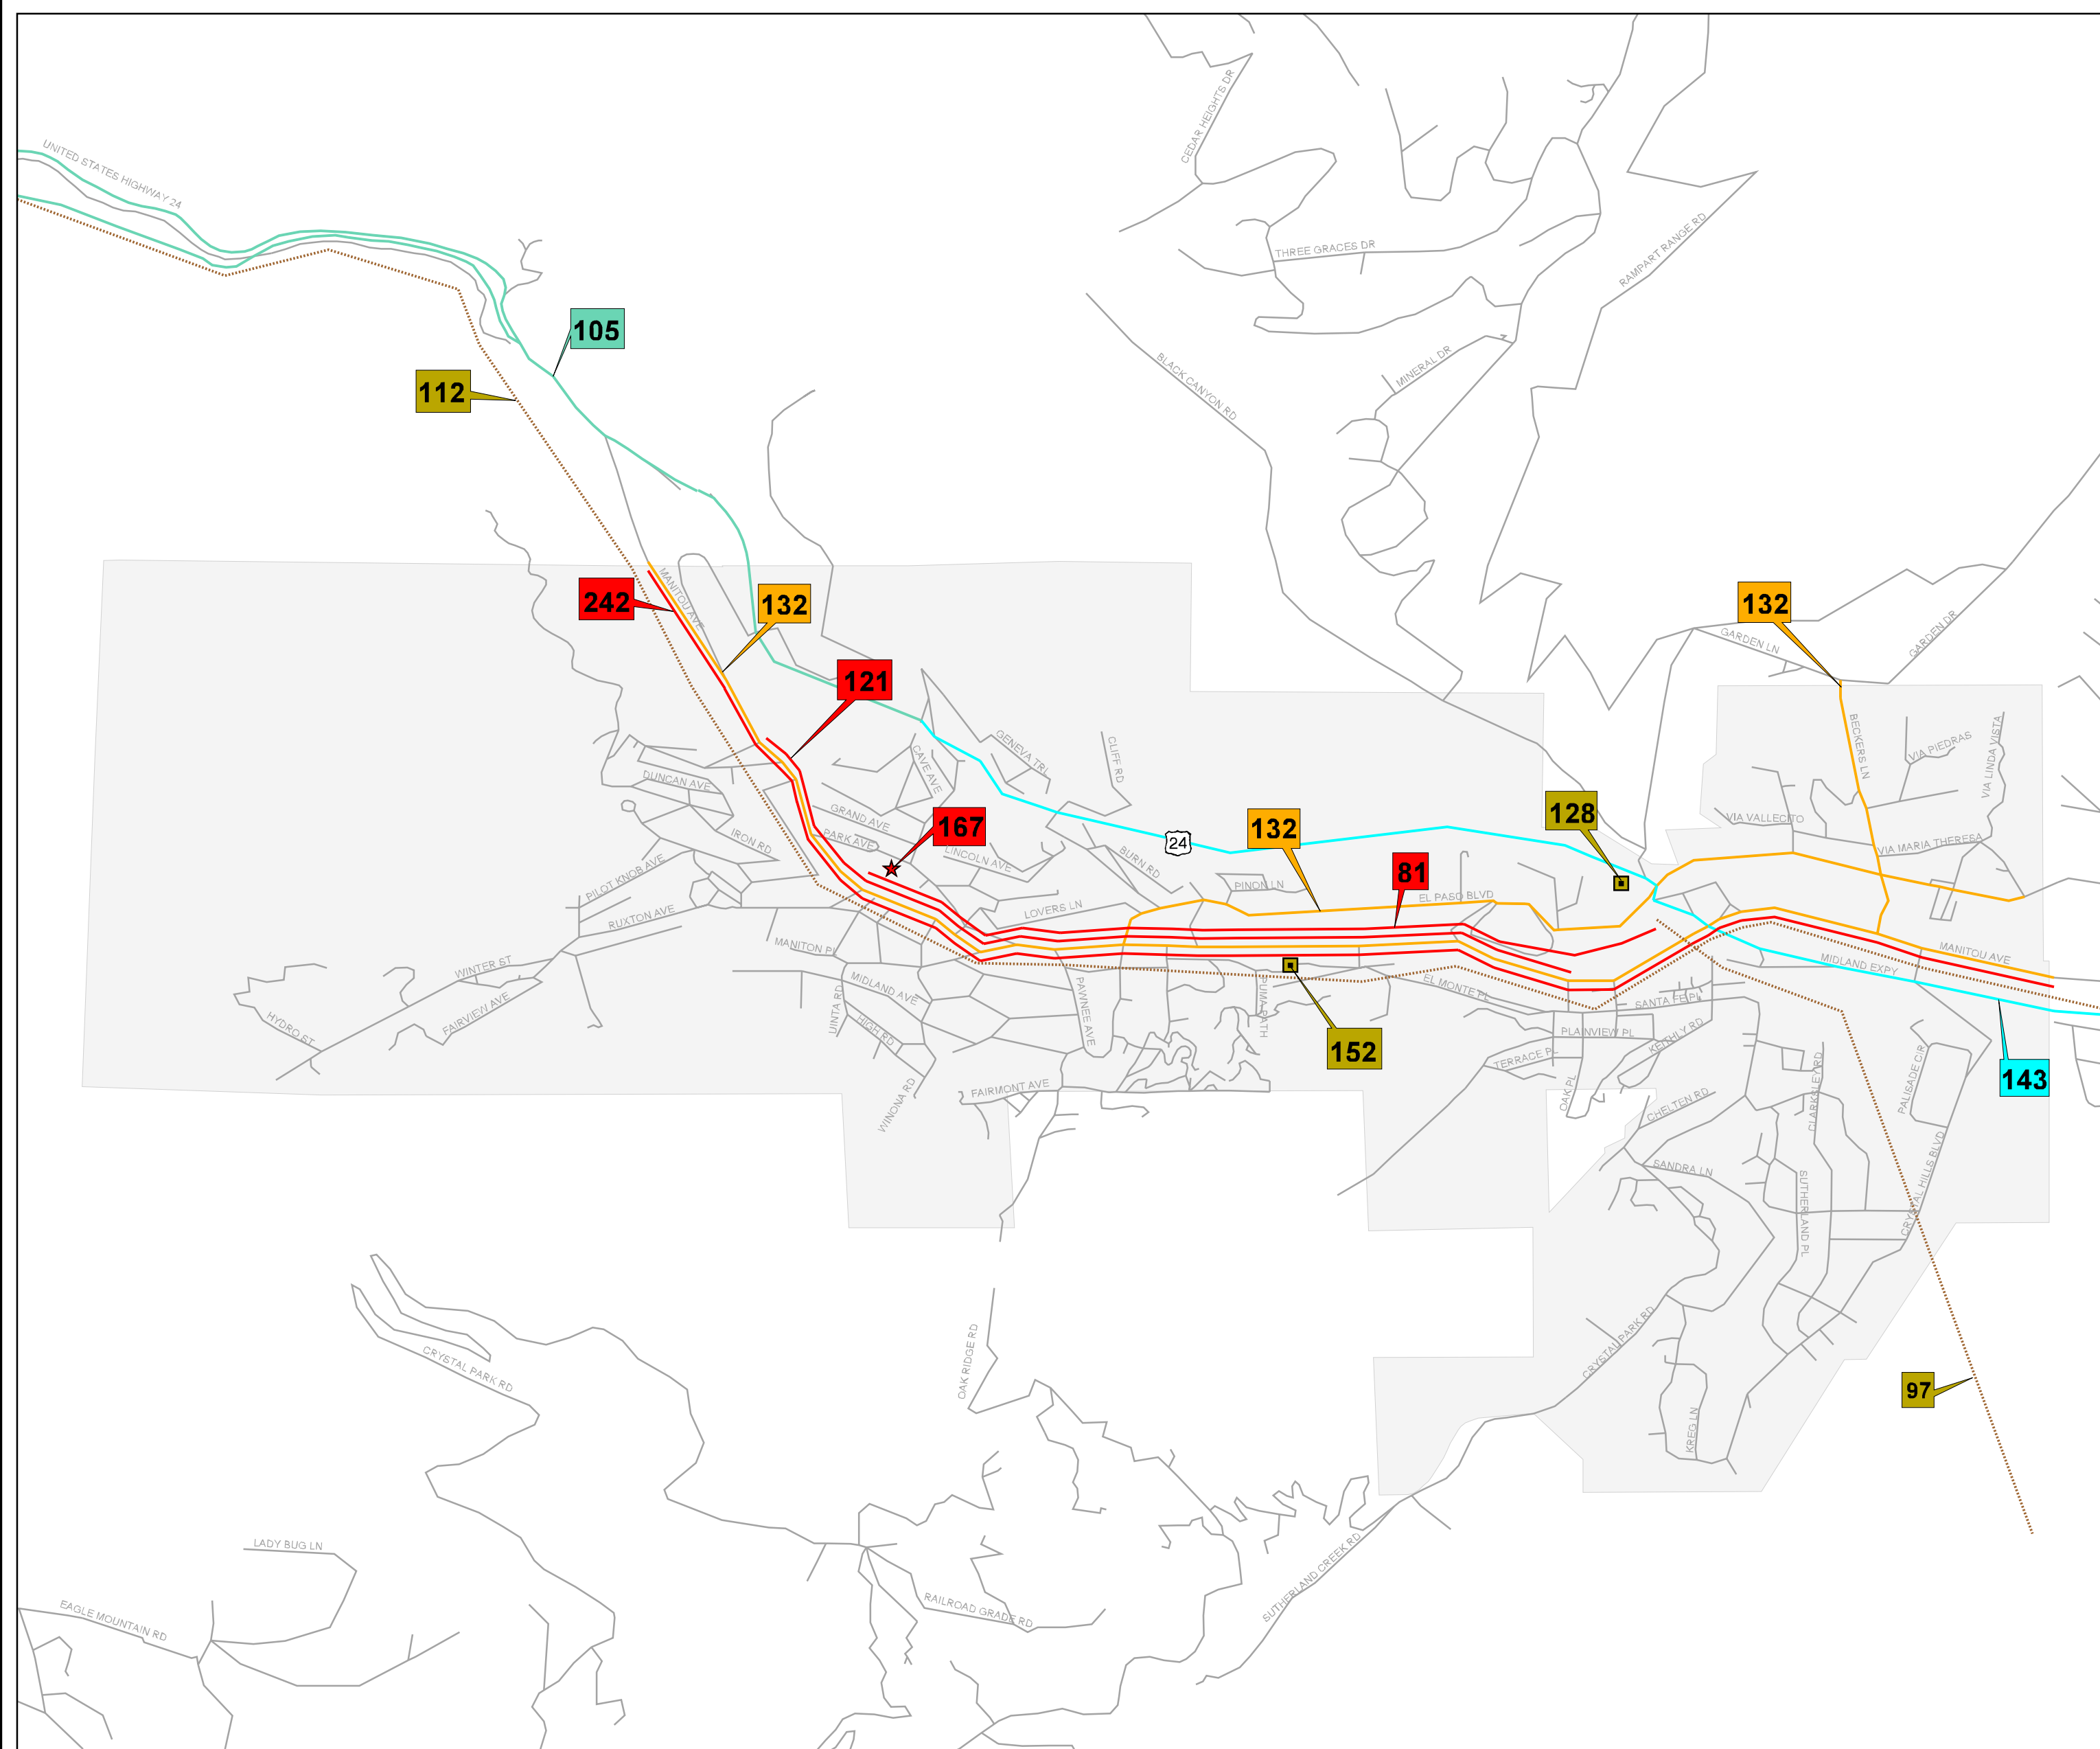 CEDAR HEIGHTS DR
UNITED STATES HIGHWAY 24
THREE GRACES DR
RAMPART RANGE RD
105
112
BLACK CANYON RD
MINERAL DR
MANITOU AVE
242
132
132
GARDEN LN
GARDEN DR
121
BECKERS LN
VIA PIEDRAS
VIA LINDA VISTA
GENEVA TRL
CLIFF RD
CAVE AVE
DUNCAN AVE
128
GRAND AVE
167
132
VIA VALLECITO
IRON RD
PARK AVE
LINCOLN AVE
24
BURN RD
VIA MARIA THERESA
PILOT KNOB AVE
81
PINON LN
EL PASO BLVD
RUXTON AVE
LOVERS LN
MANITON PL
MANITOU AVE
WINTER ST
MIDLAND EXPY
MIDLAND AVE
EL MONTE PL
SANTA FE PL
PAWNEE AVE
PUMA PATH
UINTA RD
HIGH RD
FAIRVIEW AVE
HYDRO ST
PLAINVIEW PL
KEITHLY RD
152
TERRACE PL
143
FAIRMONT AVE
OAK PL
WINONA RD
CHELTEN RD
CLARKSLEY RD
PALISADE CIR
SANDRA LN
SUTHERLAND PL
CRYSTAL HILLS BLVD
CRYSTAL PARK RD
CRYSTAL PARK RD
OAK RIDGE RD
97
KREG LN
LADY BUG LN
SUTHERLAND CREEK RD
RAILROAD GRADE RD
EAGLE MOUNTAIN RD